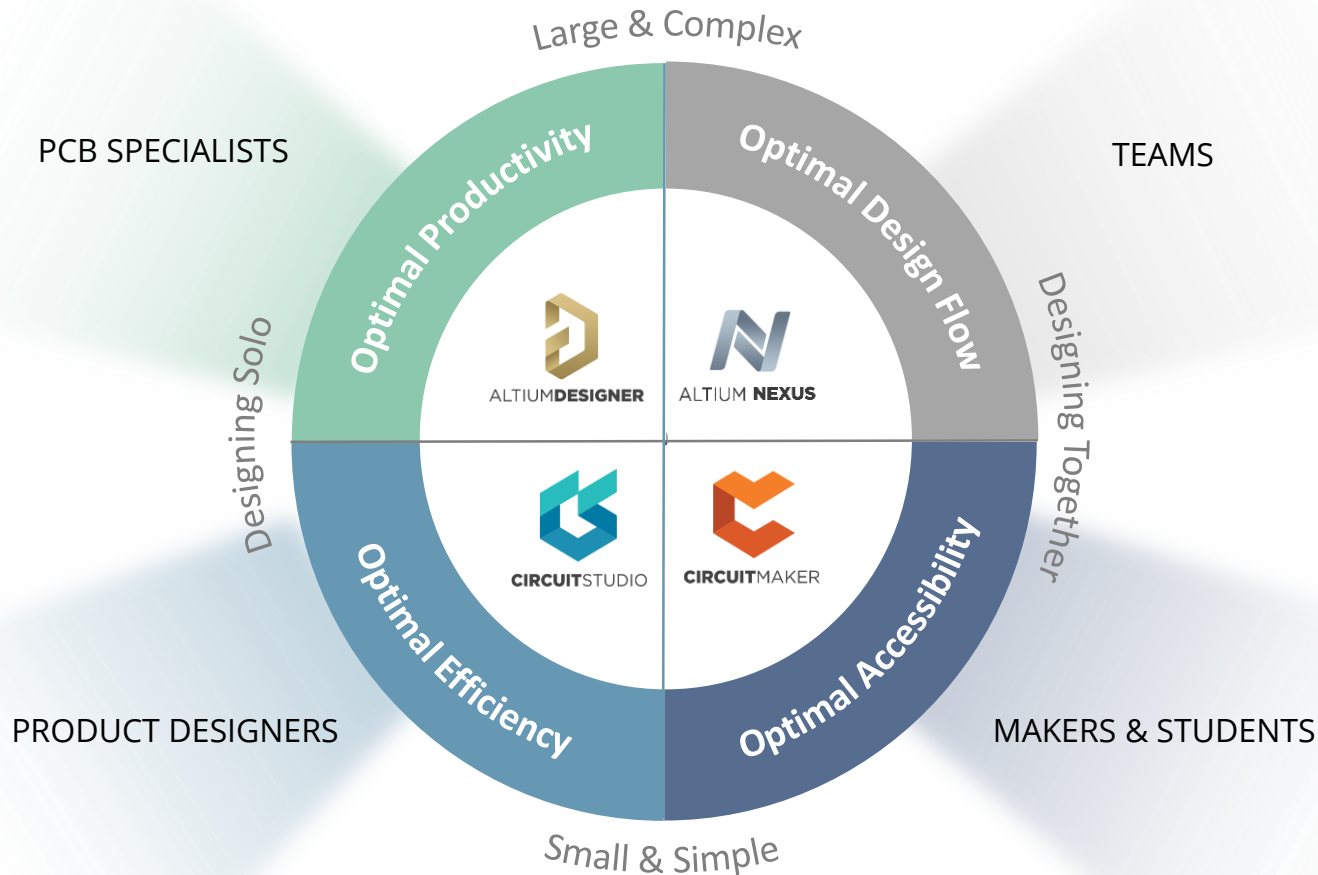 Large & Complex
PCB SPECIALISTS
TEAMS
Optimal Productivity
Optimal Design Flow
Designing Solo
Designing Together
ALTIUMDESIGNER
ALTIUM NEXUS
CIRCUITSTUDIO
CIRCUITMAKER
Optimal Efficiency
Optimal Accessibility
PRODUCT DESIGNERS
MAKERS & STUDENTS
Small & Simple